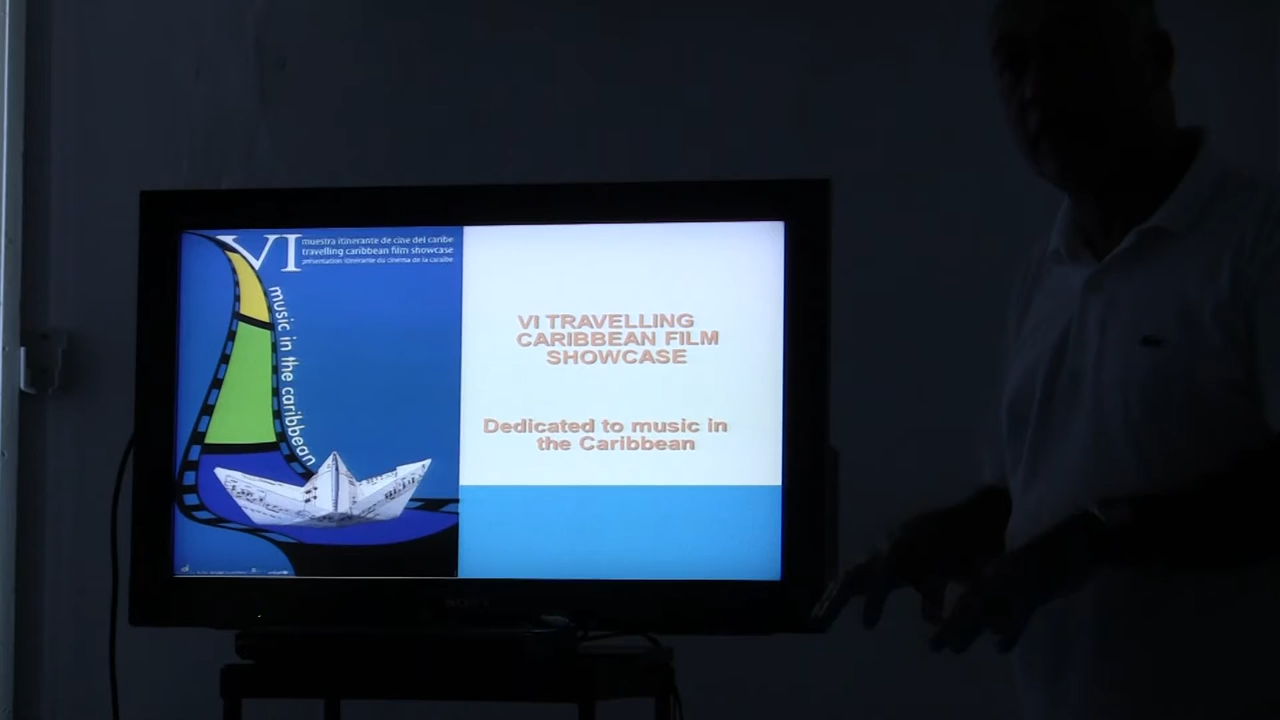 VI
muestra itinerante de cine del caribe
travelling caribbean film showcase
présentation itinérante du cinéma de la caraïbe
music in the caribbean
VI TRAVELLING
CARIBBEAN FILM
SHOWCASE
Dedicated to music in
the Caribbean
SONY